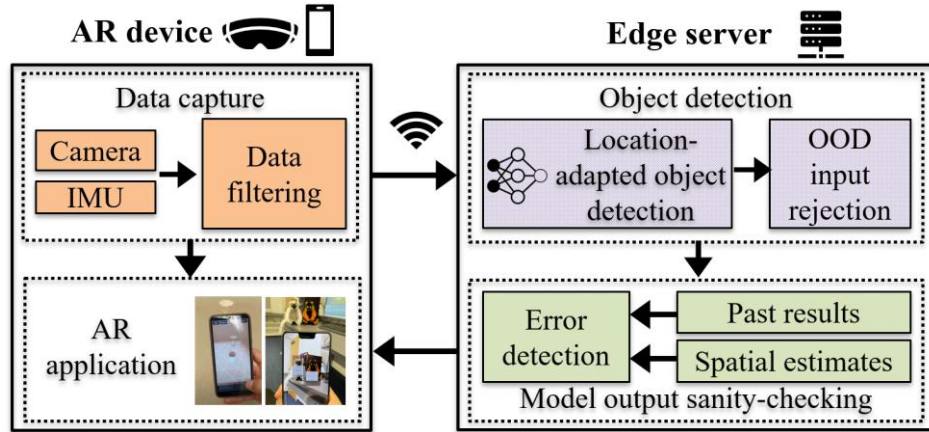 AR device
Edge server
Data capture
Camera
IMU
Data
filtering
AR
application
Object detection
Location-
adapted object
detection
OOD
input
rejection
Error
detection
Past results
Spatial estimates
Model output sanity-checking